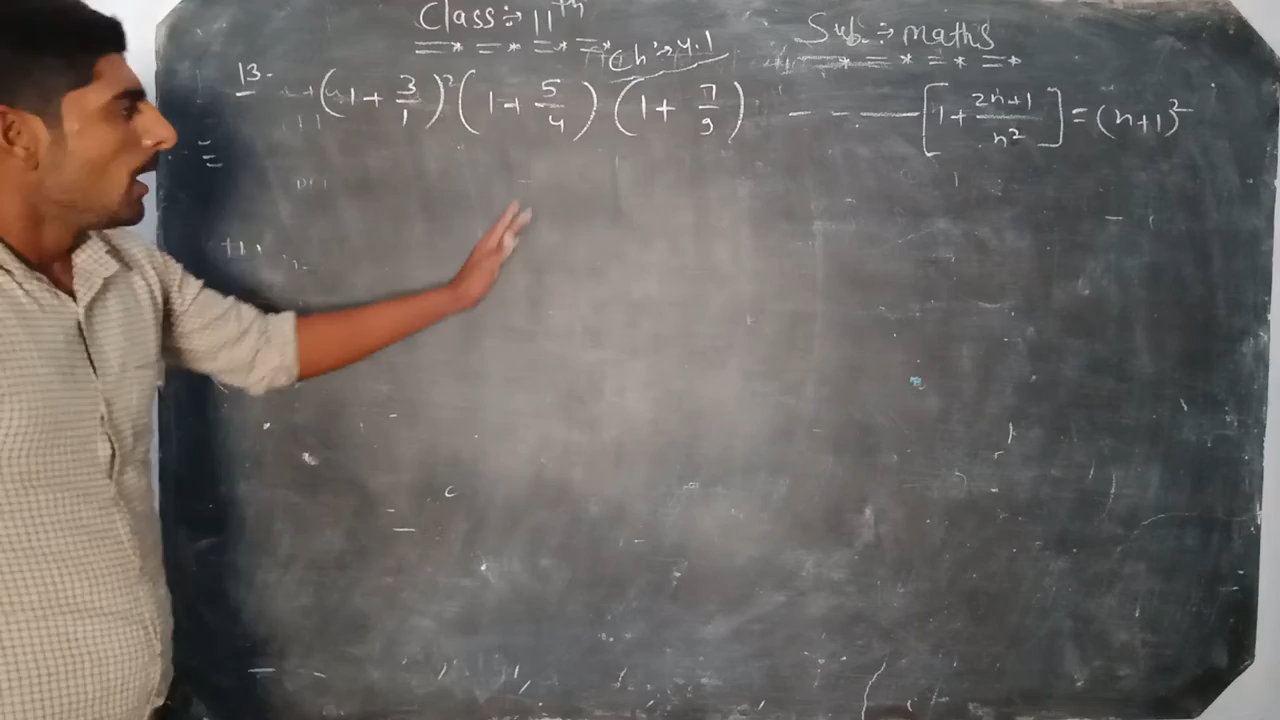 Class:- 11th
Sub:- maths
Ch:-4.1
13. (1 + 3/1)²(1 + 5/4)(1 + 7/9) - - - [1 + 2n+1/n²] = (n+1)²